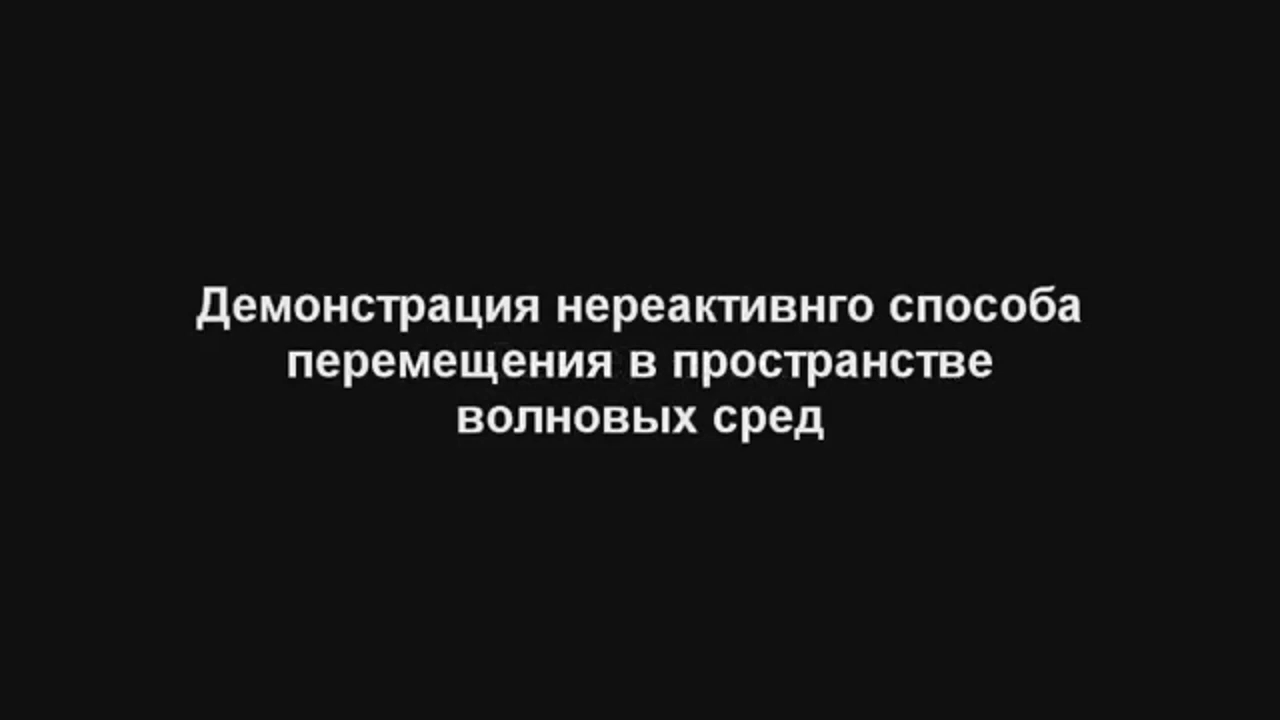 Демонстрация нереактивнго способа
перемещения в пространстве
волновых сред